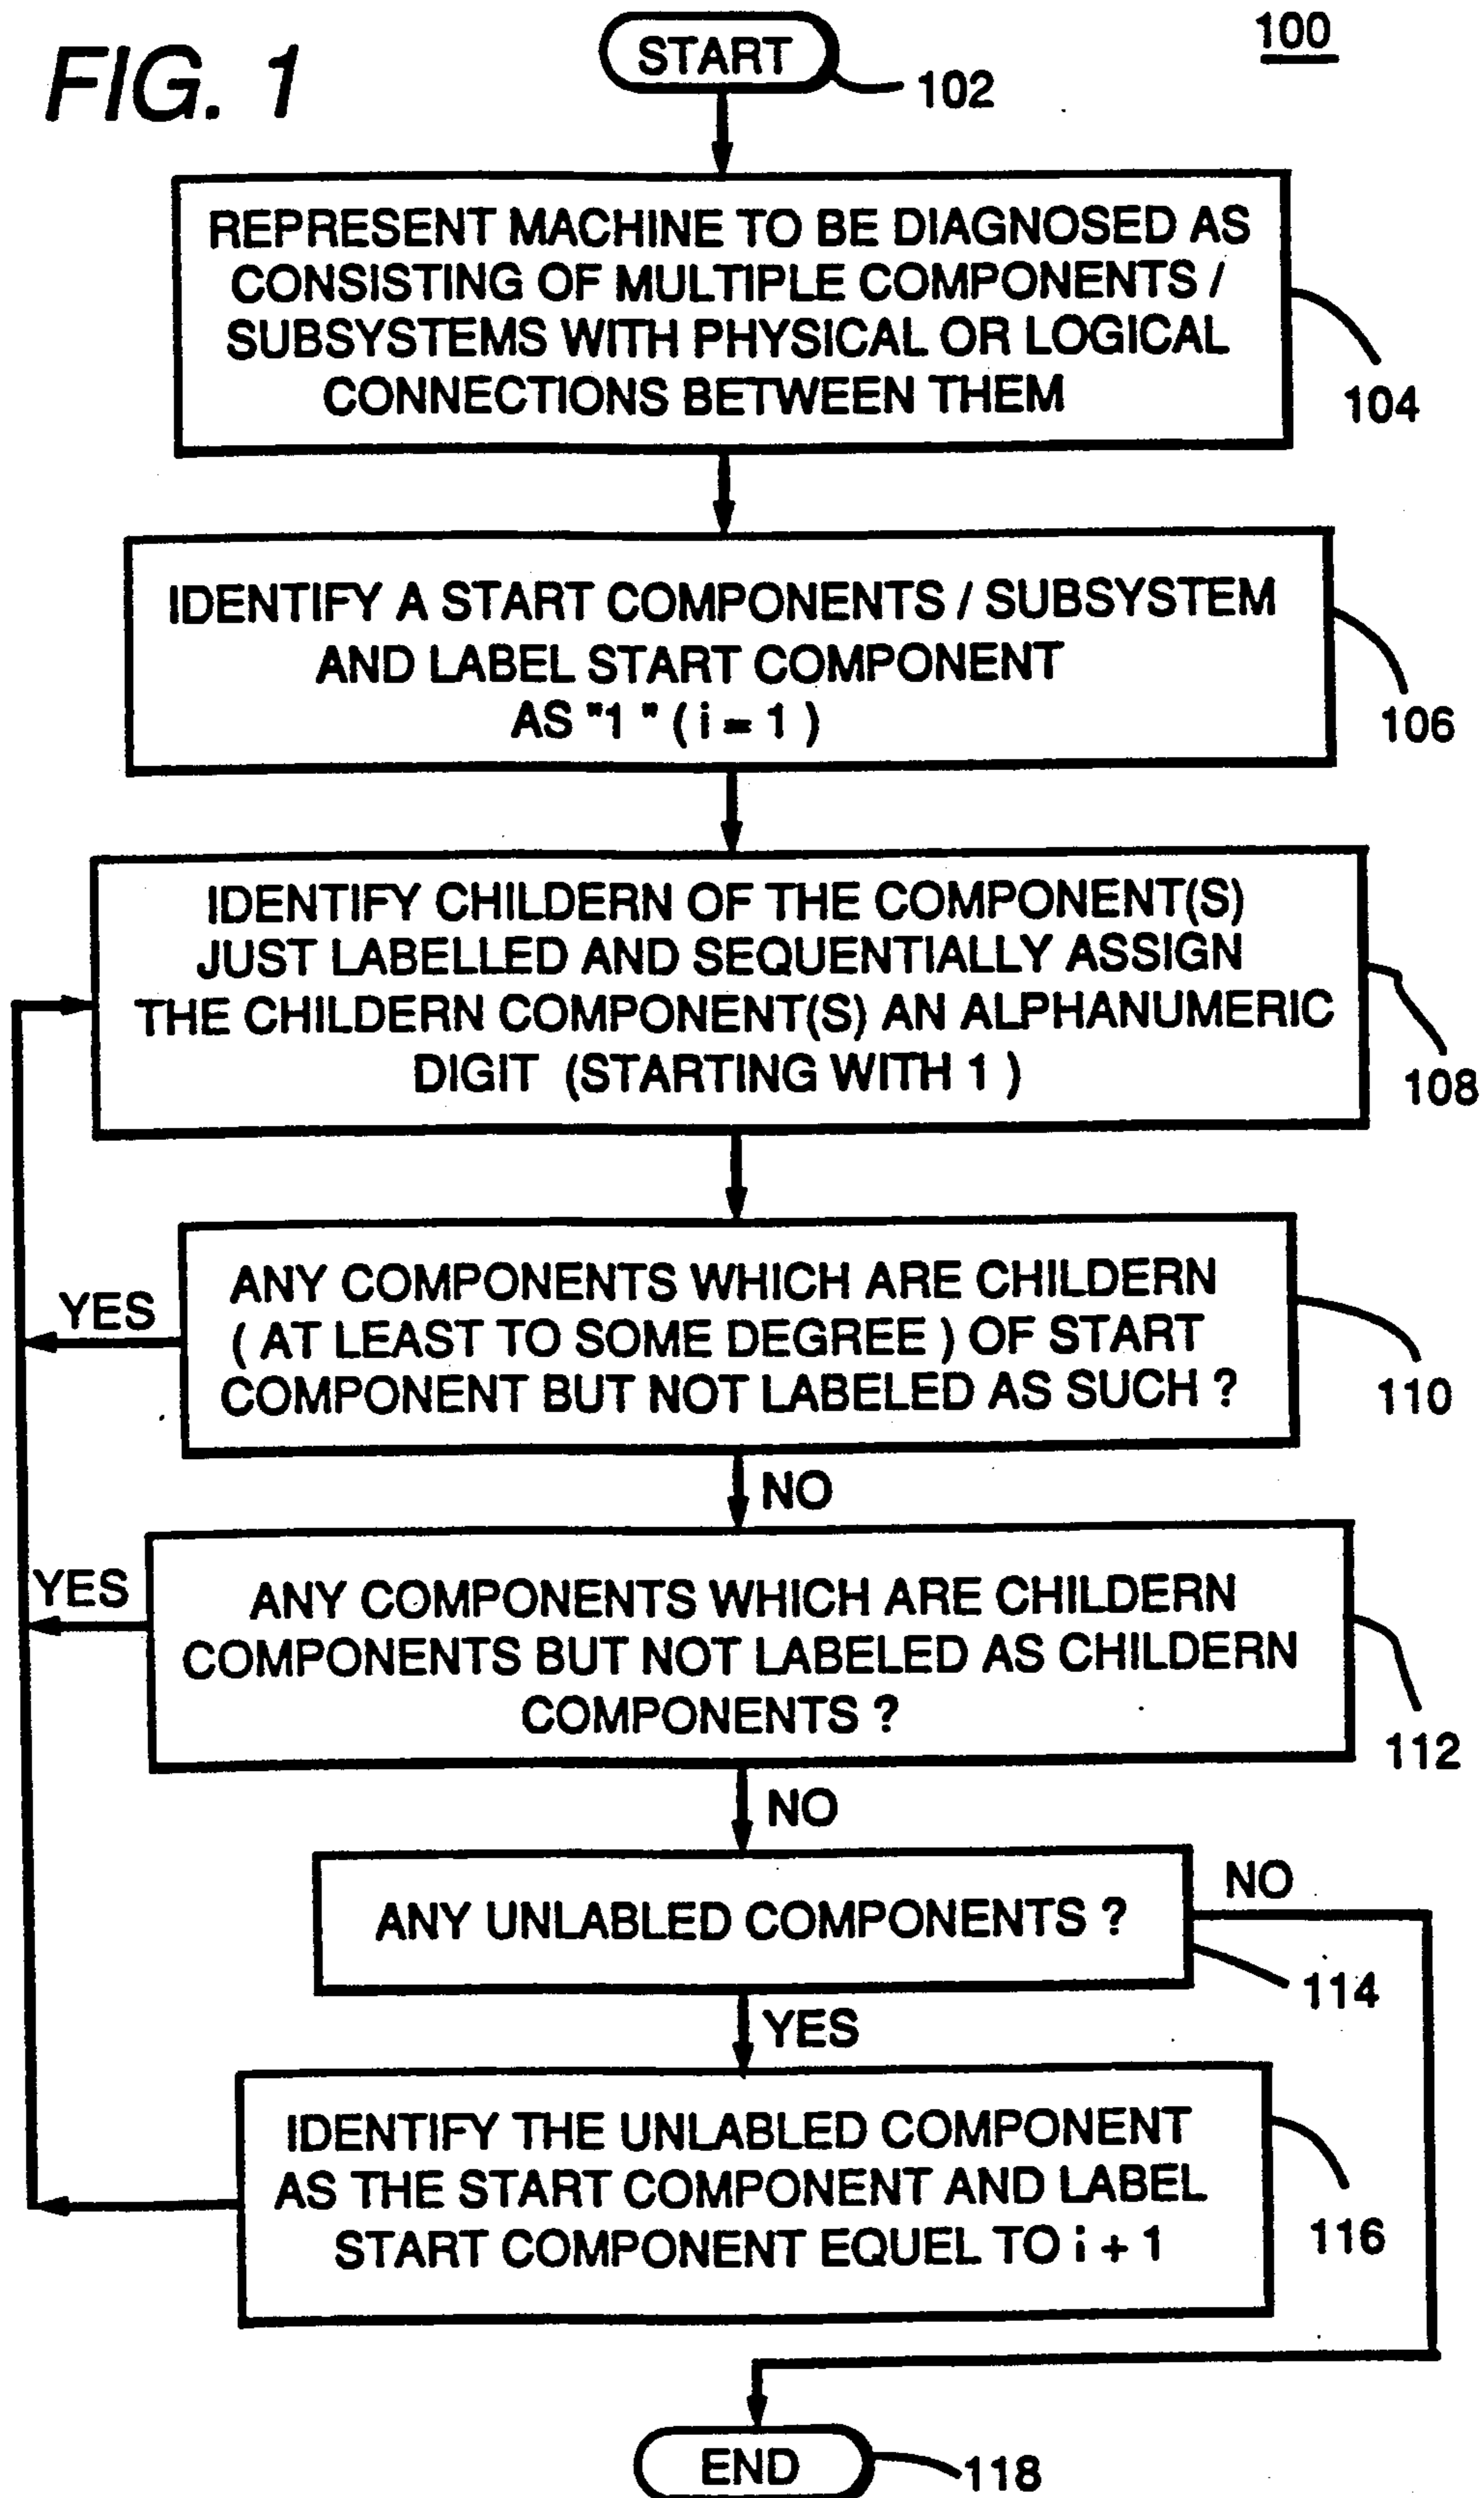 FIG. 1
100
START
102
REPRESENT MACHINE TO BE DIAGNOSED AS
CONSISTING OF MULTIPLE COMPONENTS /
SUBSYSTEMS WITH PHYSICAL OR LOGICAL
CONNECTIONS BETWEEN THEM
104
IDENTIFY A START COMPONENTS / SUBSYSTEM
AND LABEL START COMPONENT
AS "1" ( i = 1 )
106
IDENTIFY CHILDERN OF THE COMPONENT(S)
JUST LABELLED AND SEQUENTIALLY ASSIGN
THE CHILDERN COMPONENT(S) AN ALPHANUMERIC
DIGIT (STARTING WITH 1 )
108
ANY COMPONENTS WHICH ARE CHILDERN
( AT LEAST TO SOME DEGREE ) OF START
COMPONENT BUT NOT LABELED AS SUCH ?
YES
110
NO
ANY COMPONENTS WHICH ARE CHILDERN
COMPONENTS BUT NOT LABELED AS CHILDERN
COMPONENTS ?
YES
112
NO
ANY UNLABLED COMPONENTS ?
NO
114
YES
IDENTIFY THE UNLABLED COMPONENT
AS THE START COMPONENT AND LABEL
START COMPONENT EQUEL TO i + 1
116
END
118